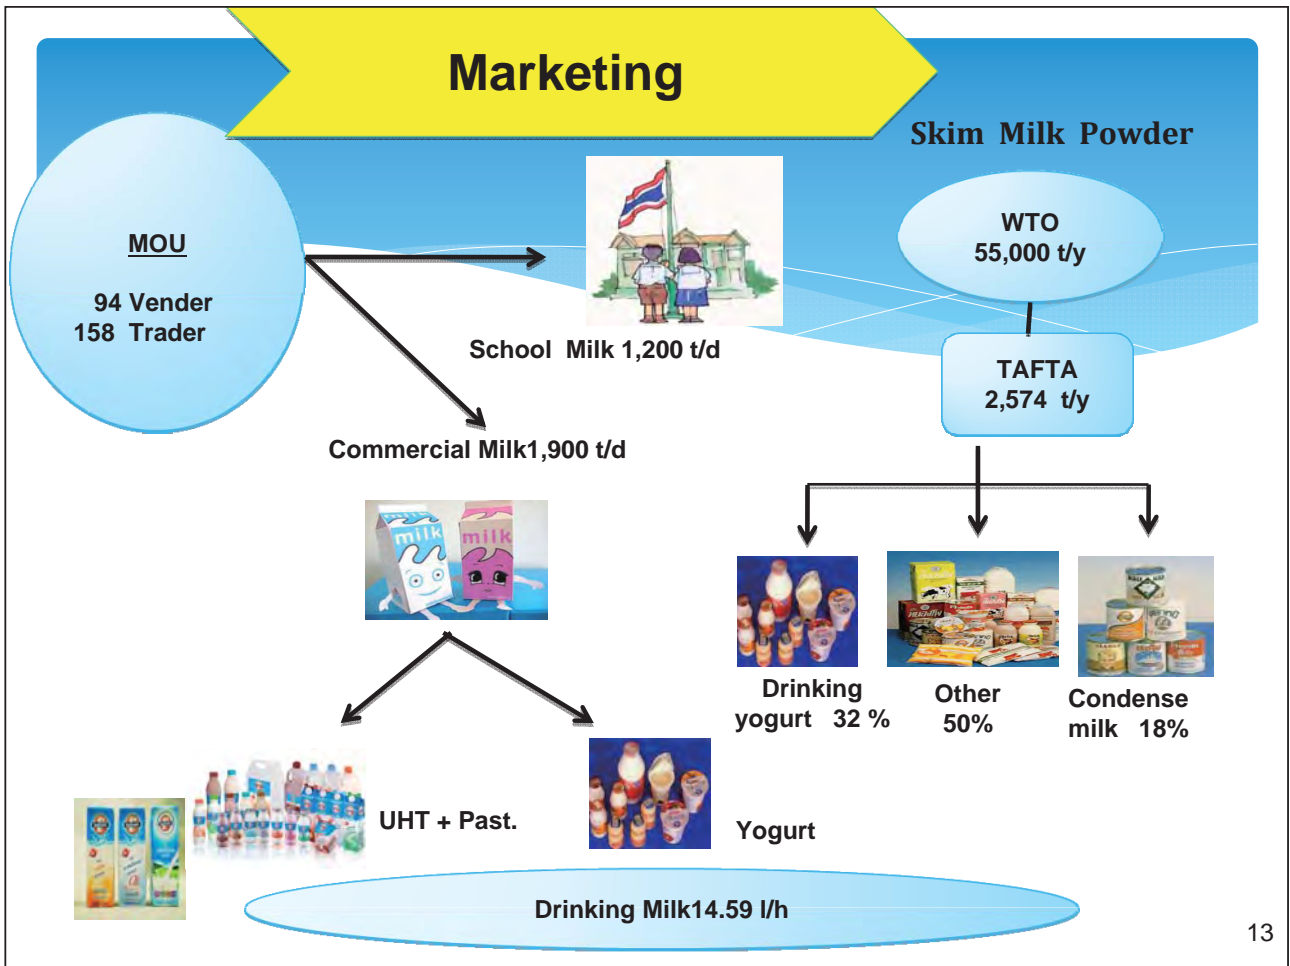 Marketing
Skim Milk Powder
MOU
94 Vender
158 Trader
WTO
55,000 t/y
School Milk 1,200 t/d
TAFTA
2,574 t/y
Commercial Milk1,900 t/d
milk
milk
Drinking
yogurt 32 %
Other
50%
Condense
milk 18%
UHT + Past.
Yogurt
Drinking Milk14.59 l/h
13